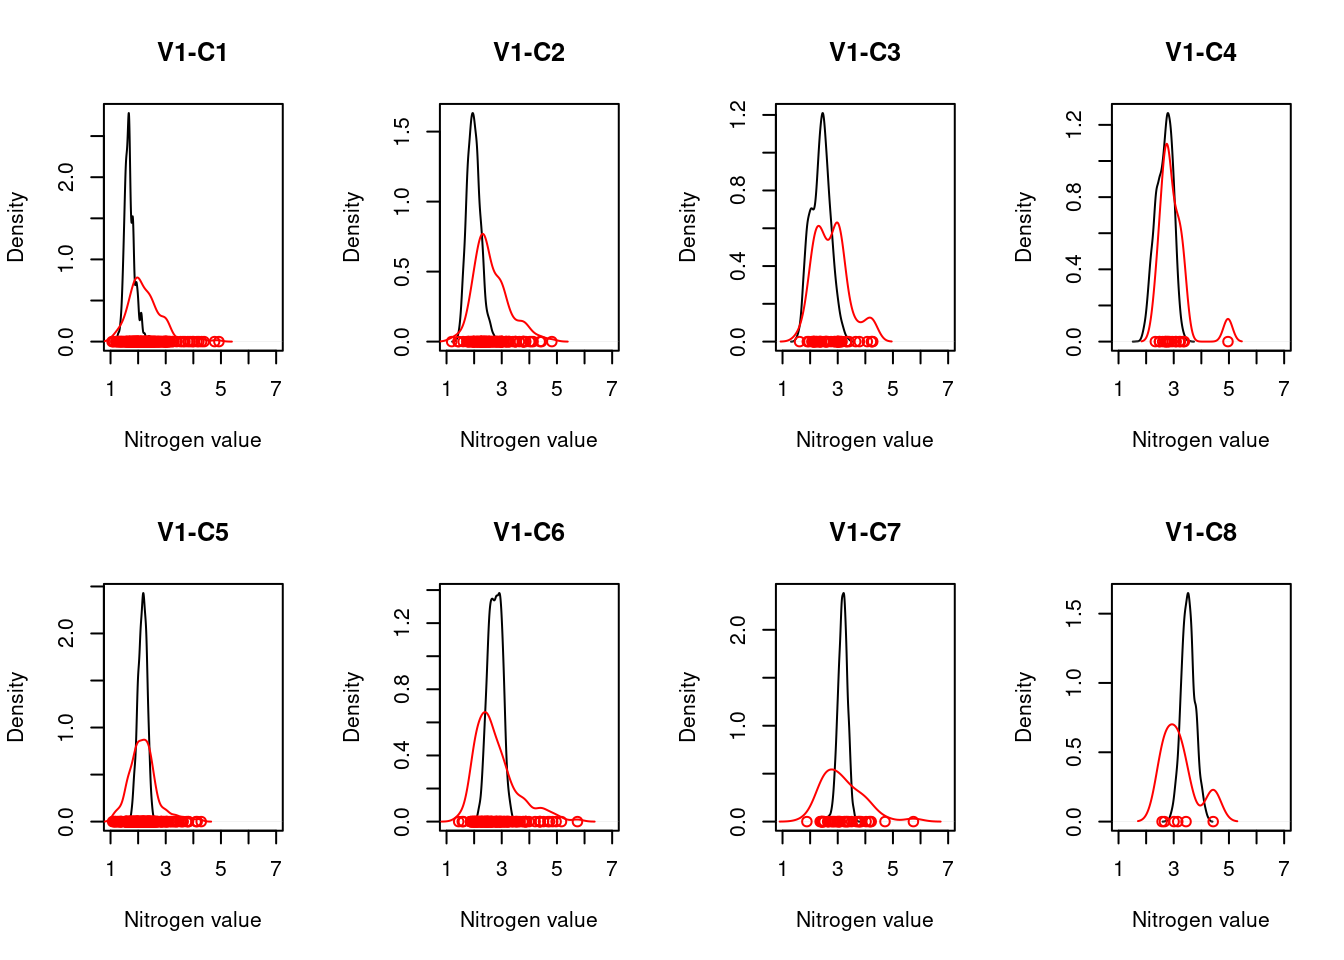 V1-C1
Density
0.0 1.0 2.0
1 3 5 7
Nitrogen value
V1-C2
Density
0.0 0.5 1.0 1.5
1 3 5 7
Nitrogen value
V1-C3
Density
0.0 0.4 0.8 1.2
1 3 5 7
Nitrogen value
V1-C4
Density
0.0 0.4 0.8 1.2
1 3 5 7
Nitrogen value
V1-C5
Density
0.0 1.0 2.0
1 3 5 7
Nitrogen value
V1-C6
Density
0.0 0.4 0.8 1.2
1 3 5 7
Nitrogen value
V1-C7
Density
0.0 1.0 2.0
1 3 5 7
Nitrogen value
V1-C8
Density
0.0 0.5 1.0 1.5
1 3 5 7
Nitrogen value